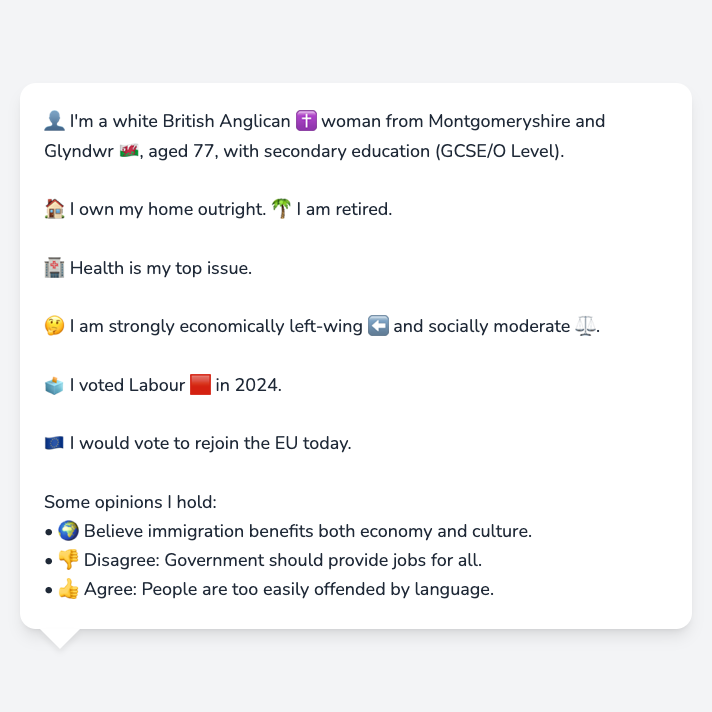 👤 I'm a white British Anglican ✝️ woman from Montgomeryshire and
Glyndwr 🏴󠁧󠁢󠁷󠁬󠁳󠁿, aged 77, with secondary education (GCSE/O Level).
🏠 I own my home outright. 🌴 I am retired.
🏥 Health is my top issue.
🤔 I am strongly economically left-wing ⬅️ and socially moderate ⚖️.
🗳️ I voted Labour 🟥 in 2024.
🇪🇺 I would vote to rejoin the EU today.
Some opinions I hold:
• 🌍 Believe immigration benefits both economy and culture.
• 👎 Disagree: Government should provide jobs for all.
• 👍 Agree: People are too easily offended by language.